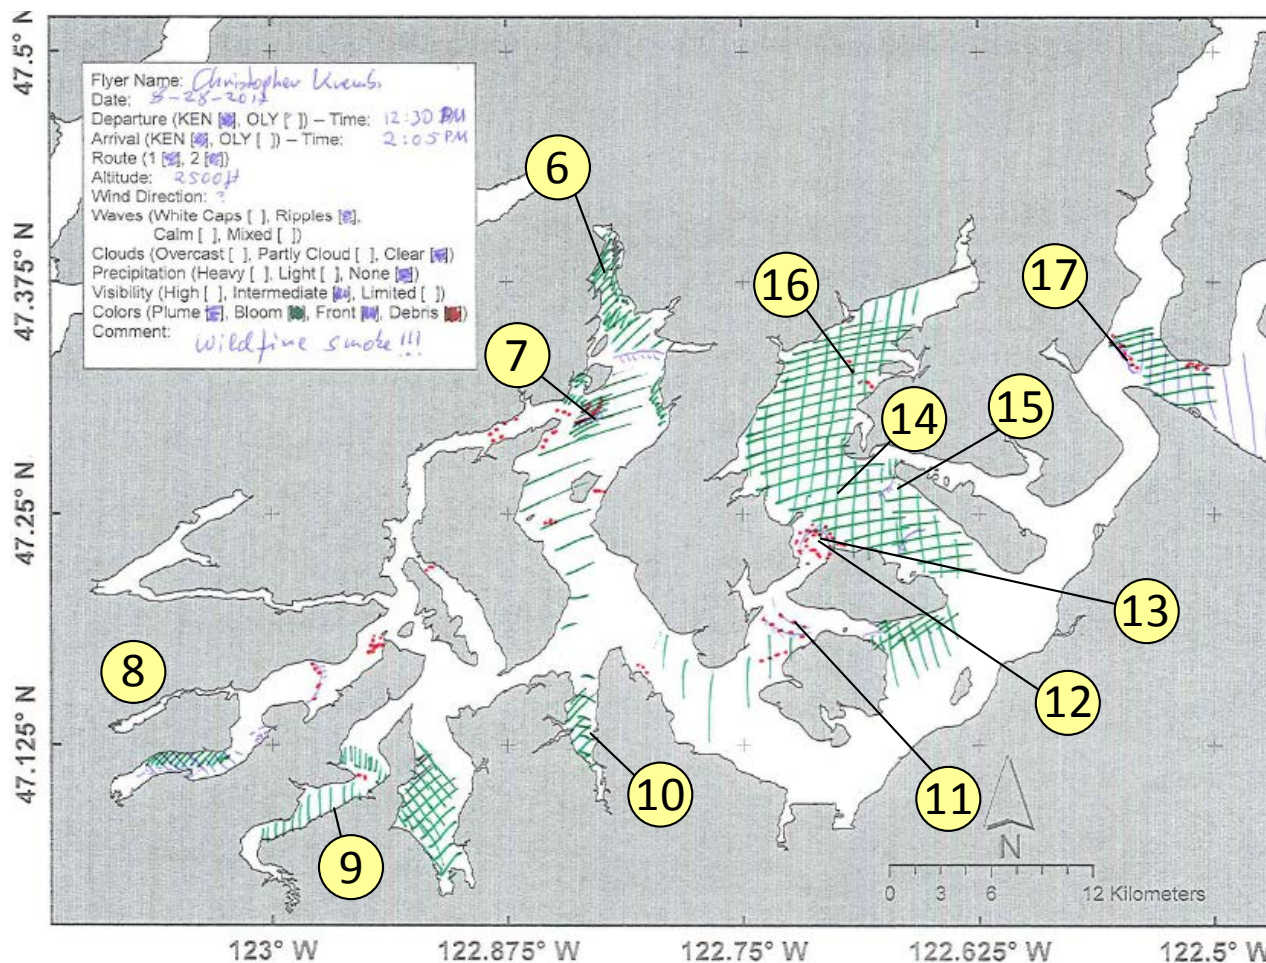 Flyer Name: Christopher Krembs
Date: 8-28-2017
Departure (KEN [ ], OLY [ ]) – Time: 12:30 PM
Arrival (KEN [ ], OLY [ ]) – Time: 2:05 PM
Route (1 [ ], 2 [ ])
Altitude: 2500ft
Wind Direction: ?
Waves (White Caps [ ], Ripples [ ],
Calm [ ], Mixed [ ])
Clouds (Overcast [ ], Partly Cloud [ ], Clear [ ])
Precipitation (Heavy [ ], Light [ ], None [ ])
Visibility (High [ ], Intermediate [ ], Limited [ ])
Colors (Plume [ ], Bloom [ ], Front [ ], Debris [ ])
Comment: Wildfire smoke!!!
47.5° N
47.375° N
47.25° N
47.125° N
6
7
8
9
10
11
12
13
14
15
16
17
N
0 3 6 12 Kilometers
123° W 122.875° W 122.75° W 122.625° W 122.5° W